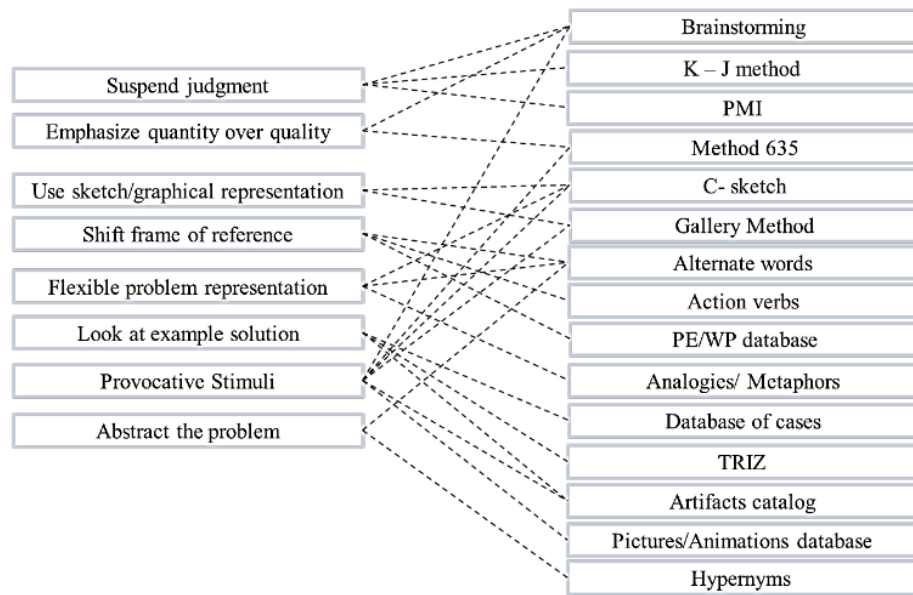 Suspend judgment
Emphasize quantity over quality
Use sketch/graphical representation
Shift frame of reference
Flexible problem representation
Look at example solution
Provocative Stimuli
Abstract the problem
Brainstorming
K – J method
PMI
Method 635
C- sketch
Gallery Method
Alternate words
Action verbs
PE/WP database
Analogies/ Metaphors
Database of cases
TRIZ
Artifacts catalog
Pictures/Animations database
Hypernyms